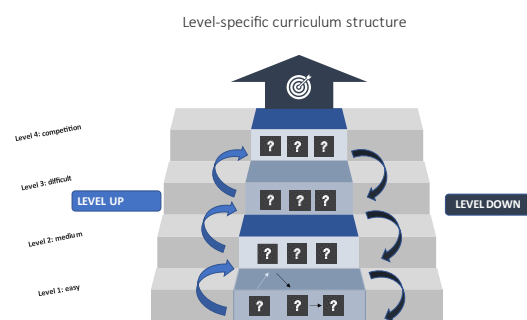 Level-specific curriculum structure
Level 4: competition
? ? ?
Level 3: difficult
LEVEL UP
? ? ?
LEVEL DOWN
Level 2: medium
? ? ?
Level 1: easy
? ? ?